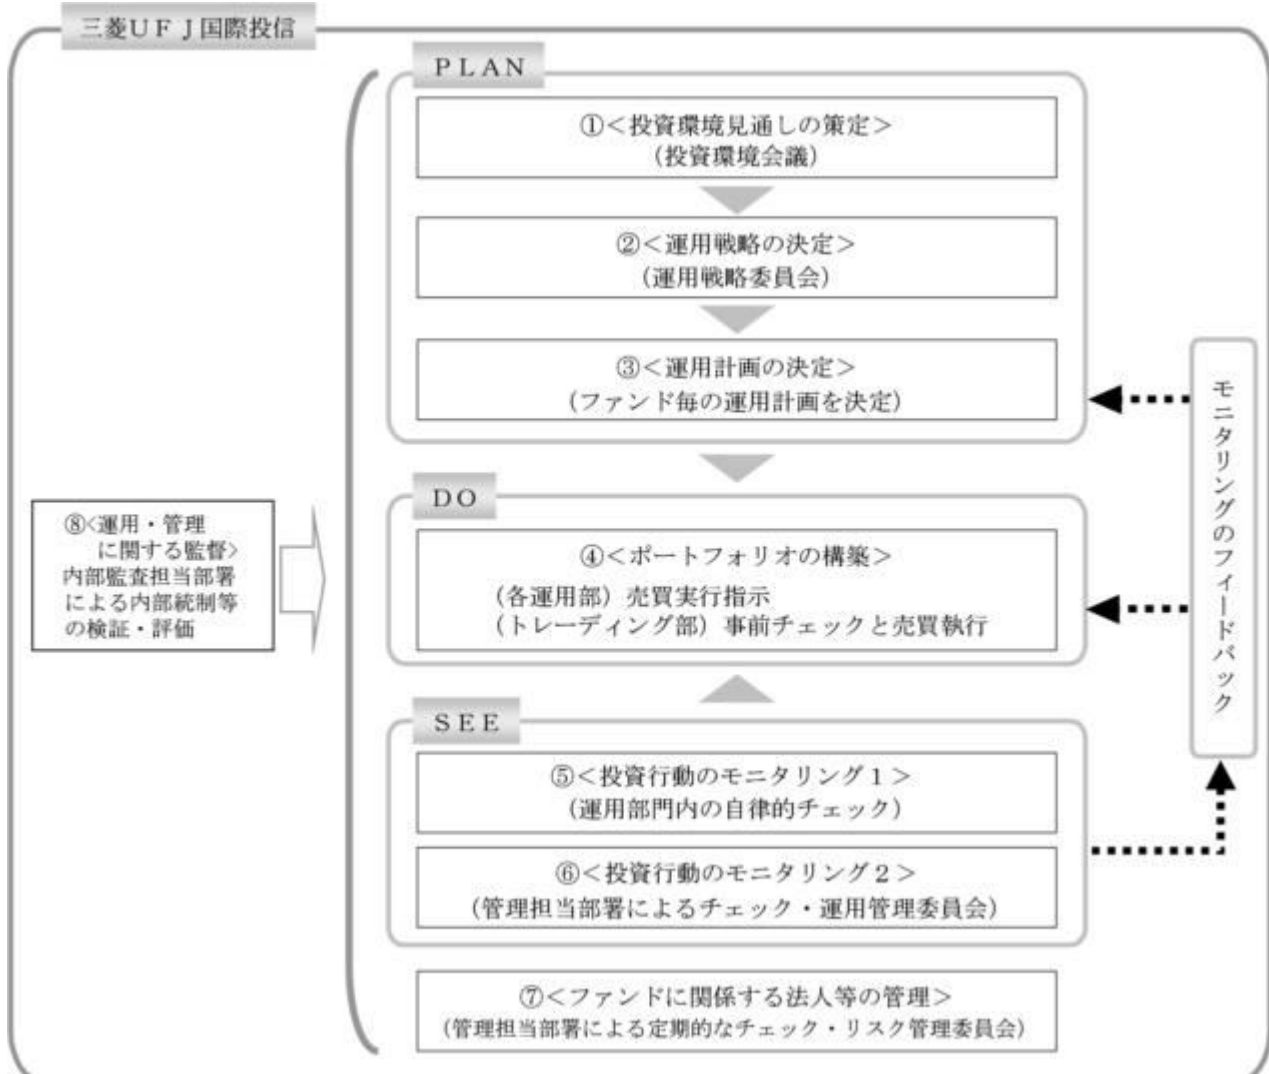 三菱ＵＦＪ国際投信
ＰＬＡＮ
①＜投資環境見通しの策定＞
（投資環境会議）
②＜運用戦略の決定＞
（運用戦略委員会）
③＜運用計画の決定＞
（ファンド毎の運用計画を決定）
ＤＯ
④＜ポートフォリオの構築＞
（各運用部）売買実行指示
（トレーディング部）事前チェックと売買執行
ＳＥＥ
⑤＜投資行動のモニタリング１＞
（運用部門内の自律的チェック）
⑥＜投資行動のモニタリング２＞
（管理担当部署によるチェック・運用管理委員会）
⑦＜ファンドに関係する法人等の管理＞
（管理担当部署による定期的なチェック・リスク管理委員会）
⑧＜運用・管理
に関する監督＞
内部監査担当部署
による内部統制等
の検証・評価
モニタリングのフィードバック